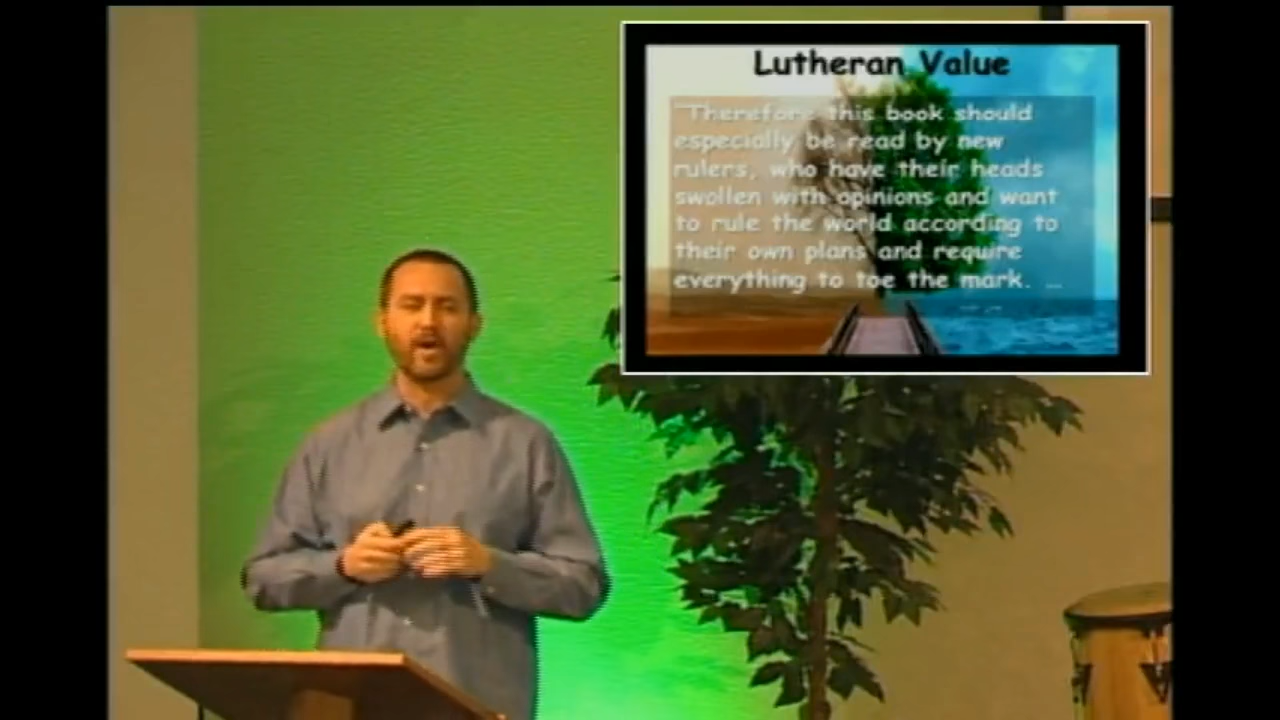 Lutheran Value
"Therefore this book should
especially be read by new
rulers, who have their heads
swollen with opinions and want
to rule the world according to
their own plans and require
everything to toe the mark. ...